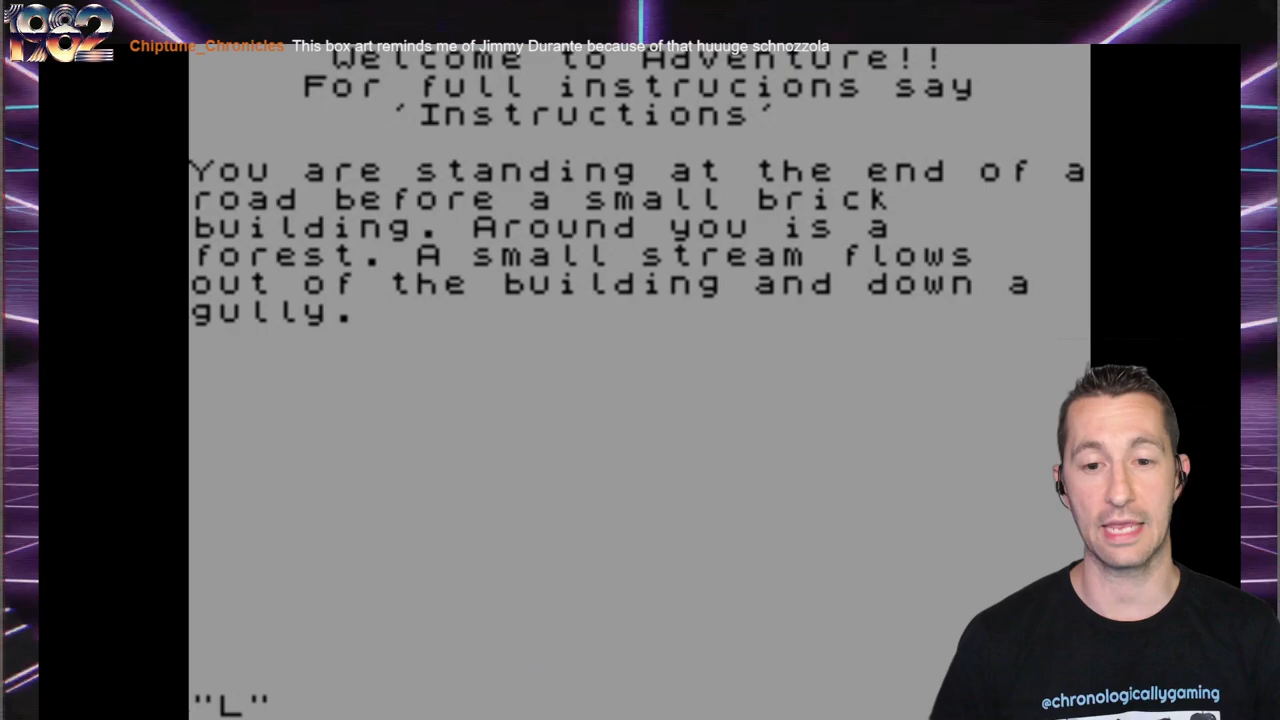 1982
Chiptune_Chronicles This box art reminds me of Jimmy Durante because of that huuuge schnozzola
Welcome to Adventure!!
For full instrucions say
'Instructions'
You are standing at the end of a
road before a small brick
building. Around you is a
forest. A small stream flows
out of the building and down a
gully.
"L"
@chronologicallygaming